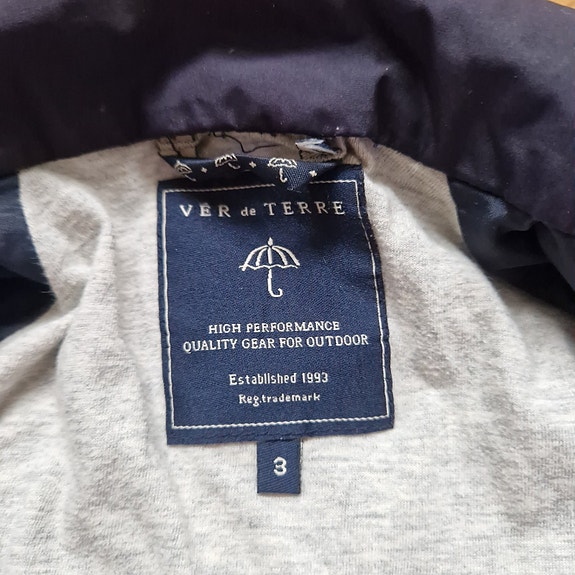 VER de TERRE
HIGH PERFORMANCE
QUALITY GEAR FOR OUTDOOR
Established 1993
Reg.trademark
3